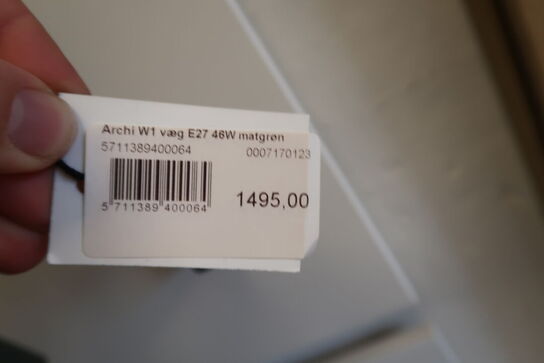 Archi W1 væg E27 46W matgrøn
5711389400064 0007170123
1495,00
5 711389 400064